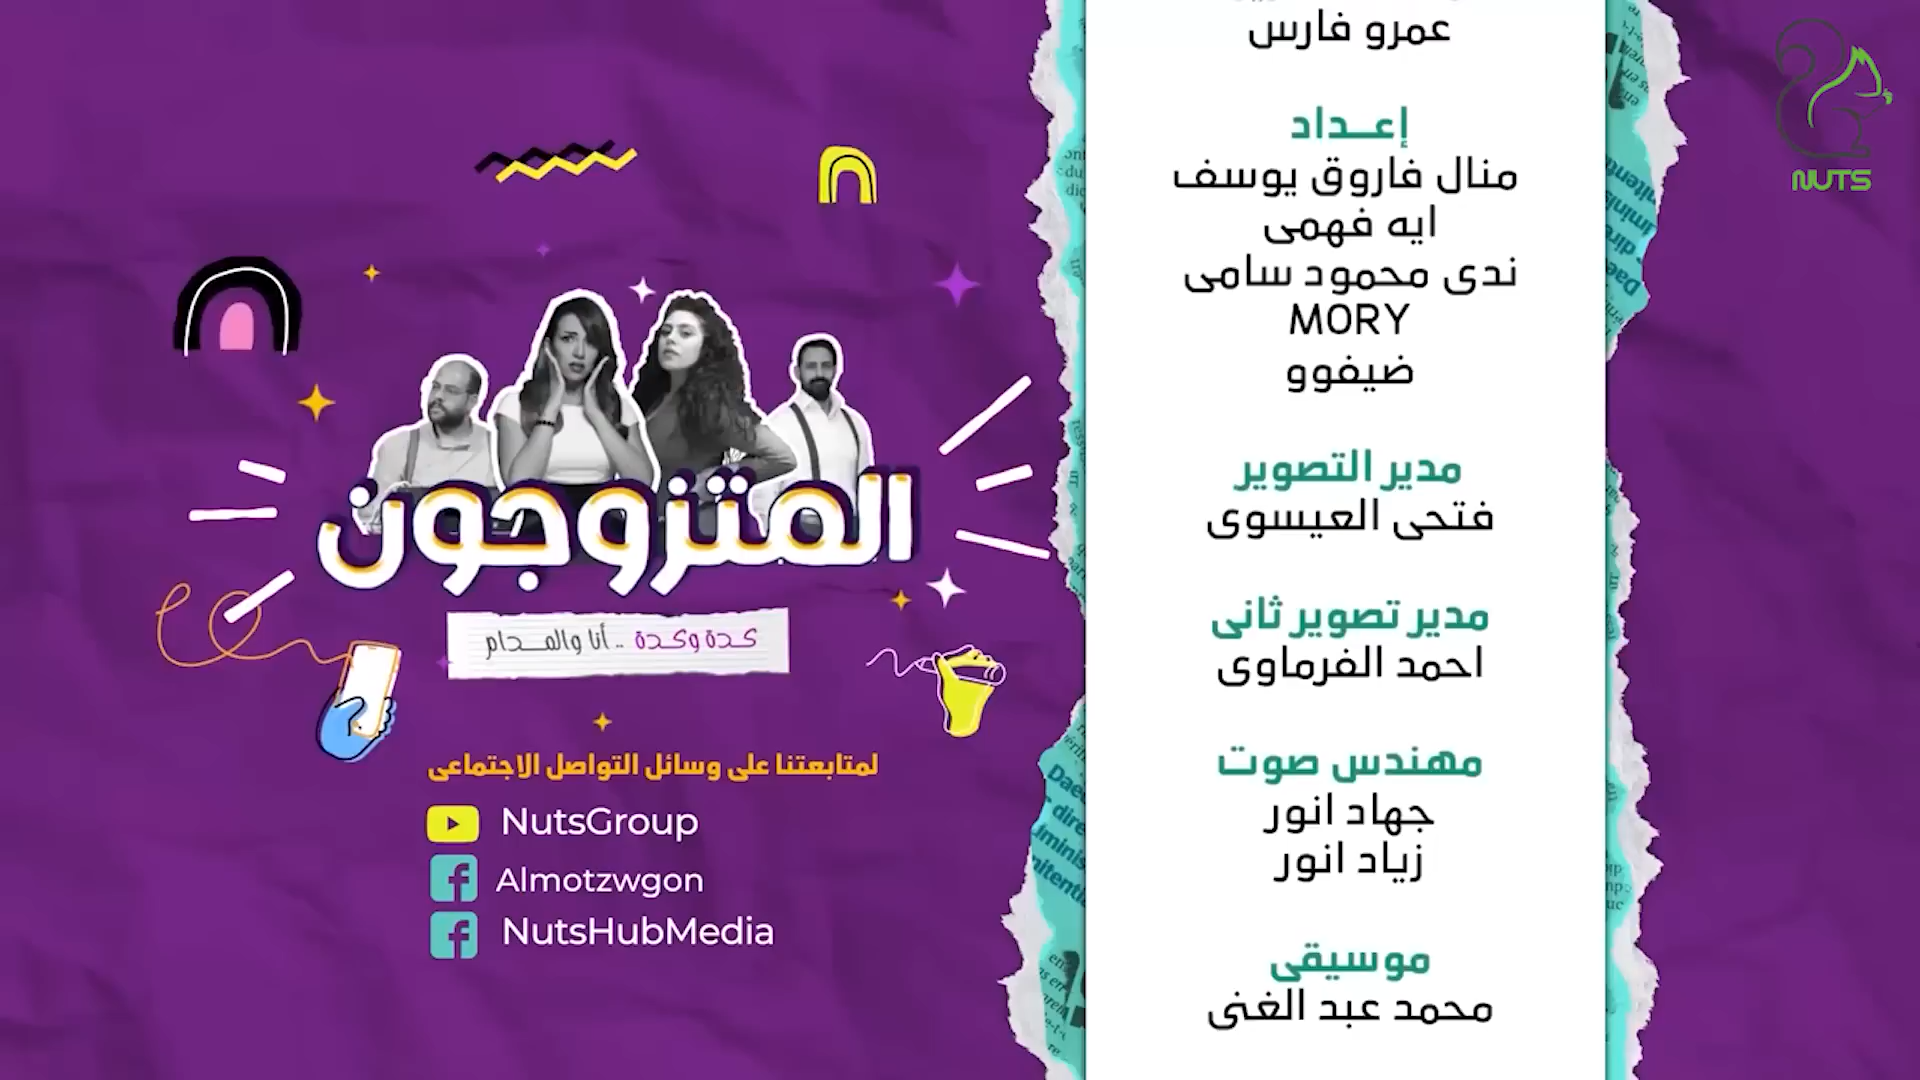 عمرو فارس
إعـــداد
منال فاروق يوسف
ايه فهمى
ندى محمود سامى
MORY
ضيفوو
مدير التصوير
فتحى العيسوى
مدير تصوير ثانى
احمد الفرماوى
مهندس صوت
جهاد انور
زياد انور
موسيقى
محمد عبد الغنى
NUTS
المتزوجون
كدة وكدة .. أنا والمـدام
لمتابعتنا على وسائل التواصل الاجتماعى
NutsGroup
Almotzwgon
NutsHubMedia